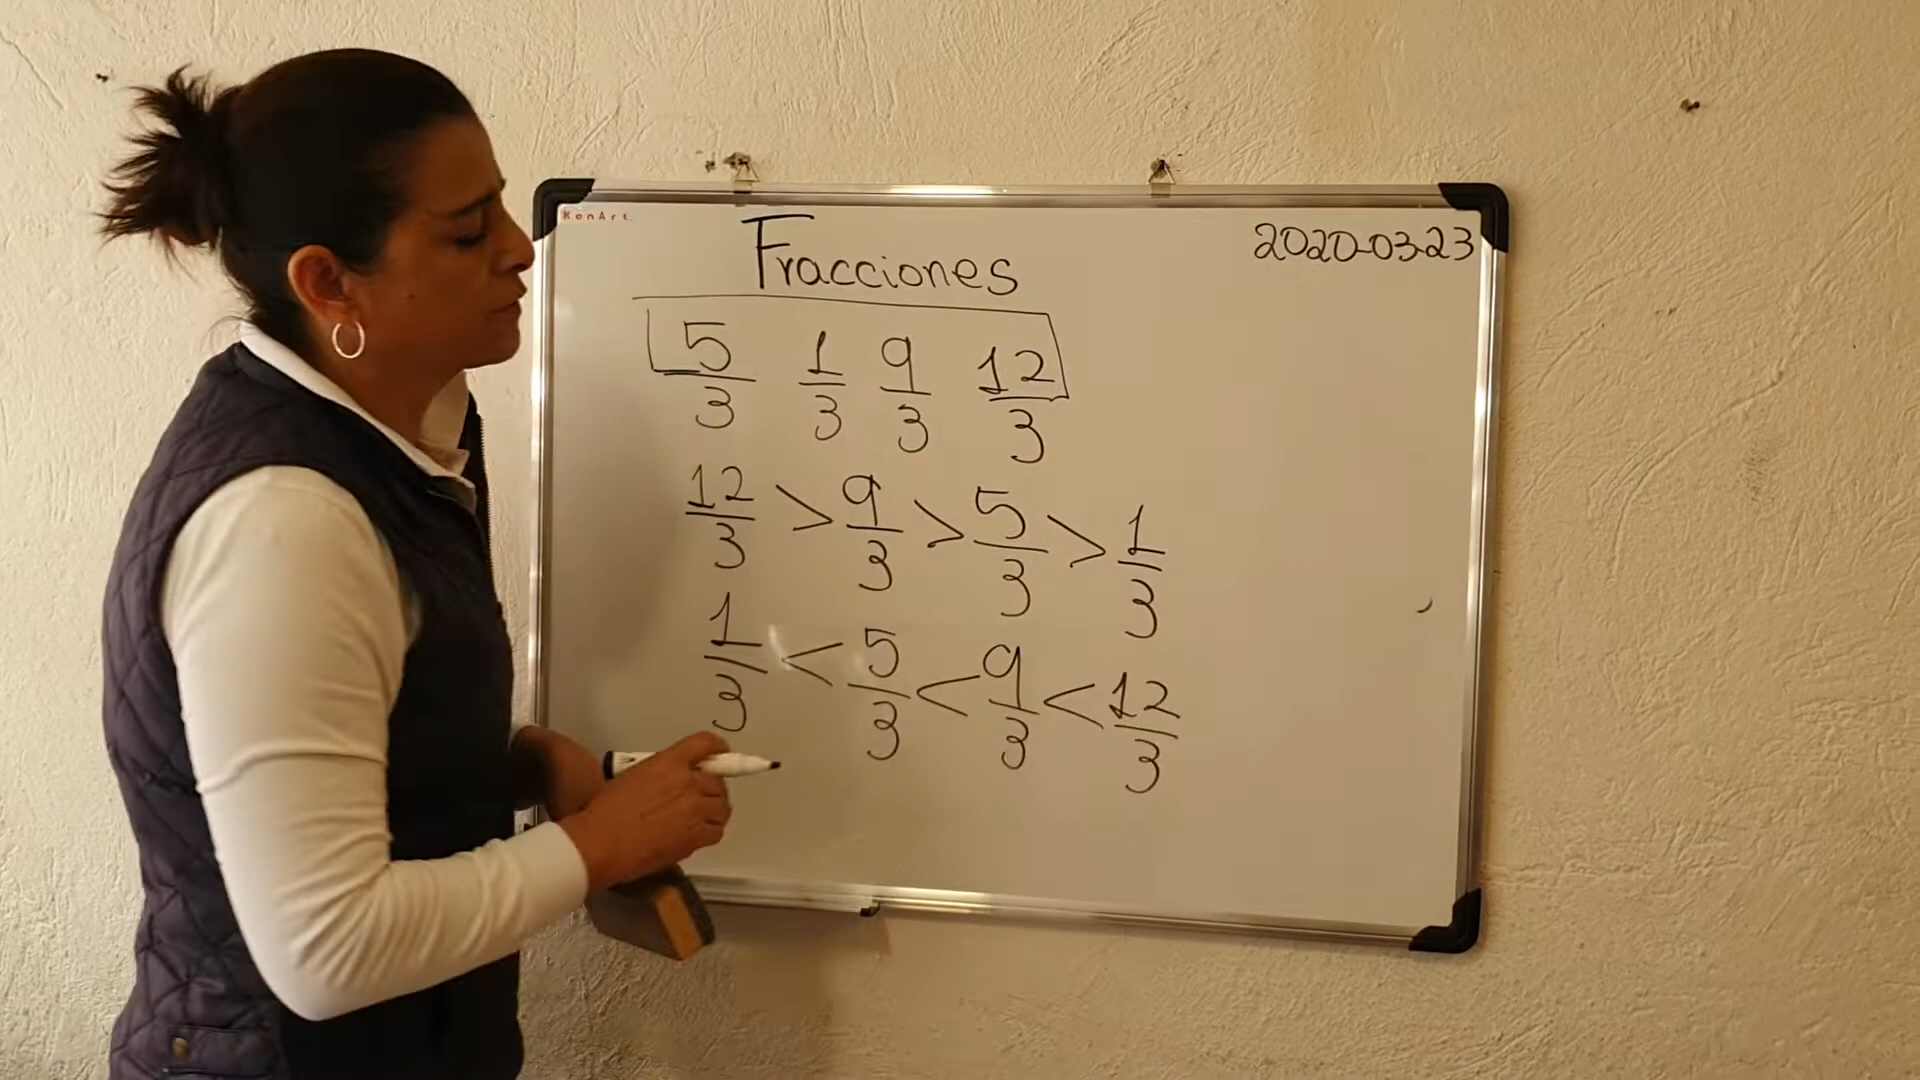 KenArt
Fracciones
2020-03-23
5/3 1/3 9/3 12/3
12/3 > 9/3 > 5/3 > 1/3
1/3 < 5/3 < 9/3 < 12/3